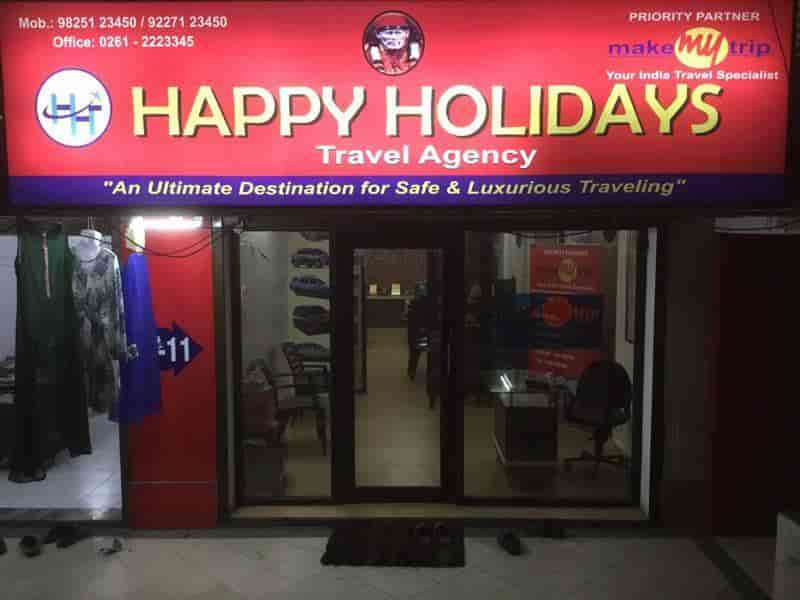 Mob.: 98251 23450 / 92271 23450
Office: 0261 - 2223345
PRIORITY PARTNER
make my trip
Your India Travel Specialist
HH
HAPPY HOLIDAYS
Travel Agency
"An Ultimate Destination for Safe & Luxurious Traveling"
-11
my